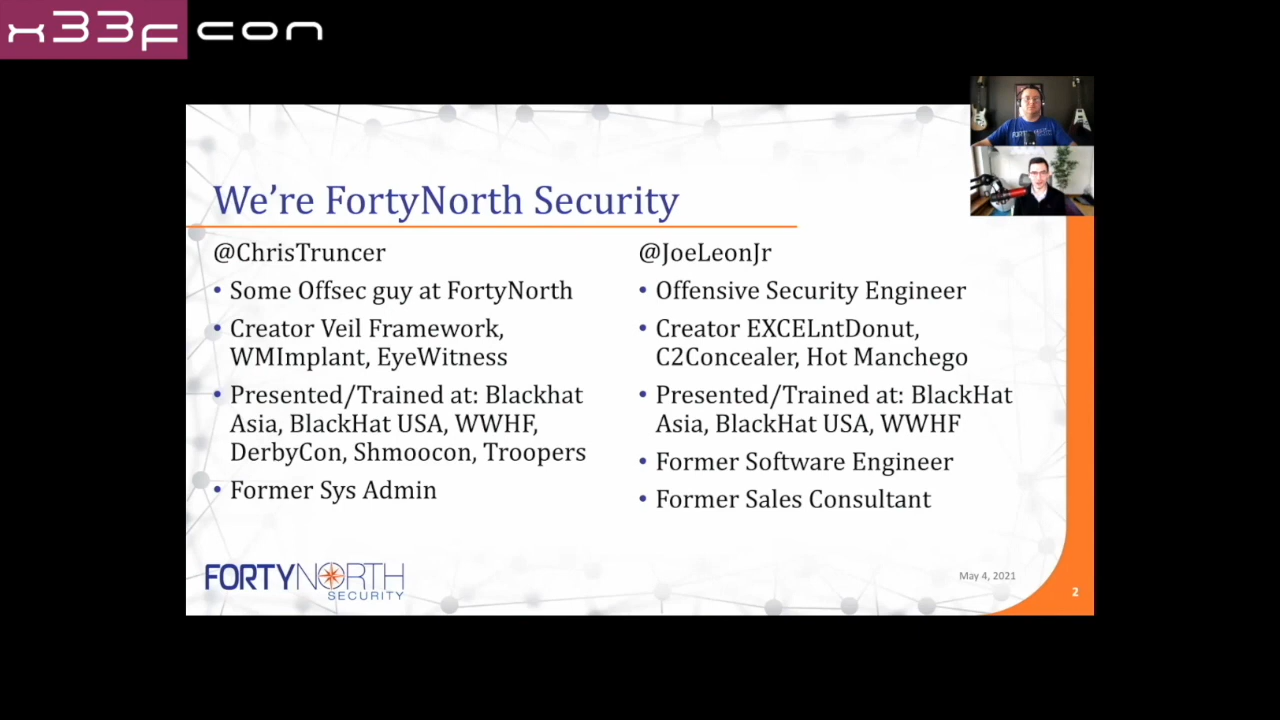 x33fcon
We're FortyNorth Security
@ChrisTruncer
• Some Offsec guy at FortyNorth
• Creator Veil Framework,
WMImplant, EyeWitness
• Presented/Trained at: Blackhat
Asia, BlackHat USA, WWHF,
DerbyCon, Shmoocon, Troopers
• Former Sys Admin
@JoeLeonJr
• Offensive Security Engineer
• Creator EXCELntDonut,
C2Concealer, Hot Manchego
• Presented/Trained at: BlackHat
Asia, BlackHat USA, WWHF
• Former Software Engineer
• Former Sales Consultant
FORTYNORTH
SECURITY
May 4, 2021
2